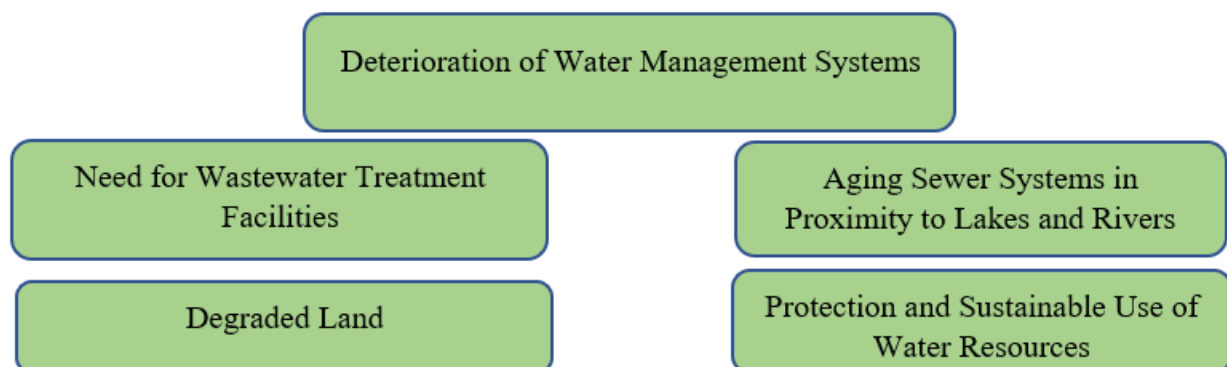 Deterioration of Water Management Systems
Need for Wastewater Treatment
Facilities
Aging Sewer Systems in
Proximity to Lakes and Rivers
Degraded Land
Protection and Sustainable Use of
Water Resources